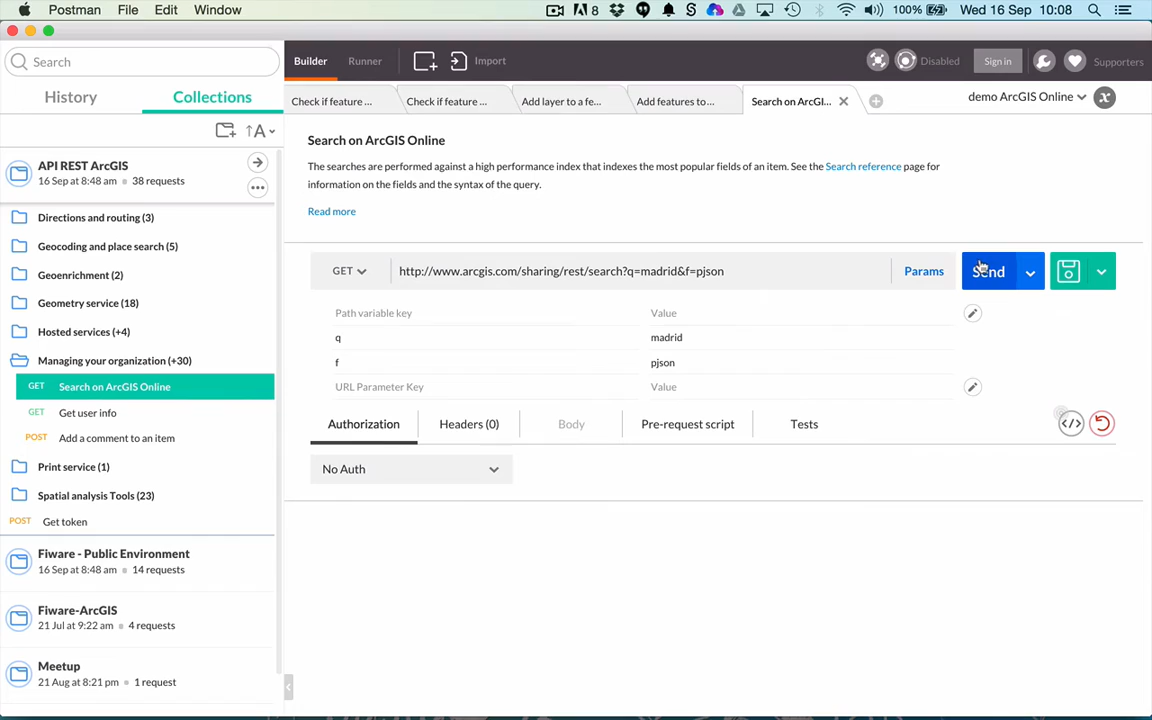 Postman File Edit Window 8 100% Wed 16 Sep 10:08
Search
Builder Runner Import Disabled Sign in Supporters
History Collections
Check if feature ... Check if feature ... Add layer to a fe... Add features to... Search on ArcGI... demo ArcGIS Online
A
API REST ArcGIS
16 Sep at 8:48 am 38 requests
Directions and routing (3)
Geocoding and place search (5)
Geoenrichment (2)
Geometry service (18)
Hosted services (+4)
Managing your organization (+30)
GET Search on ArcGIS Online
GET Get user info
POST Add a comment to an item
Print service (1)
Spatial analysis Tools (23)
POST Get token
Fiware - Public Environment
16 Sep at 8:48 am 14 requests
Fiware-ArcGIS
21 Jul at 9:22 am 4 requests
Meetup
21 Aug at 8:21 pm 1 request
Search on ArcGIS Online
The searches are performed against a high performance index that indexes the most popular fields of an item. See the Search reference page for
information on the fields and the syntax of the query.
Read more
GET http://www.arcgis.com/sharing/rest/search?q=madrid&f=pjson Params Send
Path variable key Value
q madrid
f pjson
URL Parameter Key Value
Authorization Headers (0) Body Pre-request script Tests
No Auth